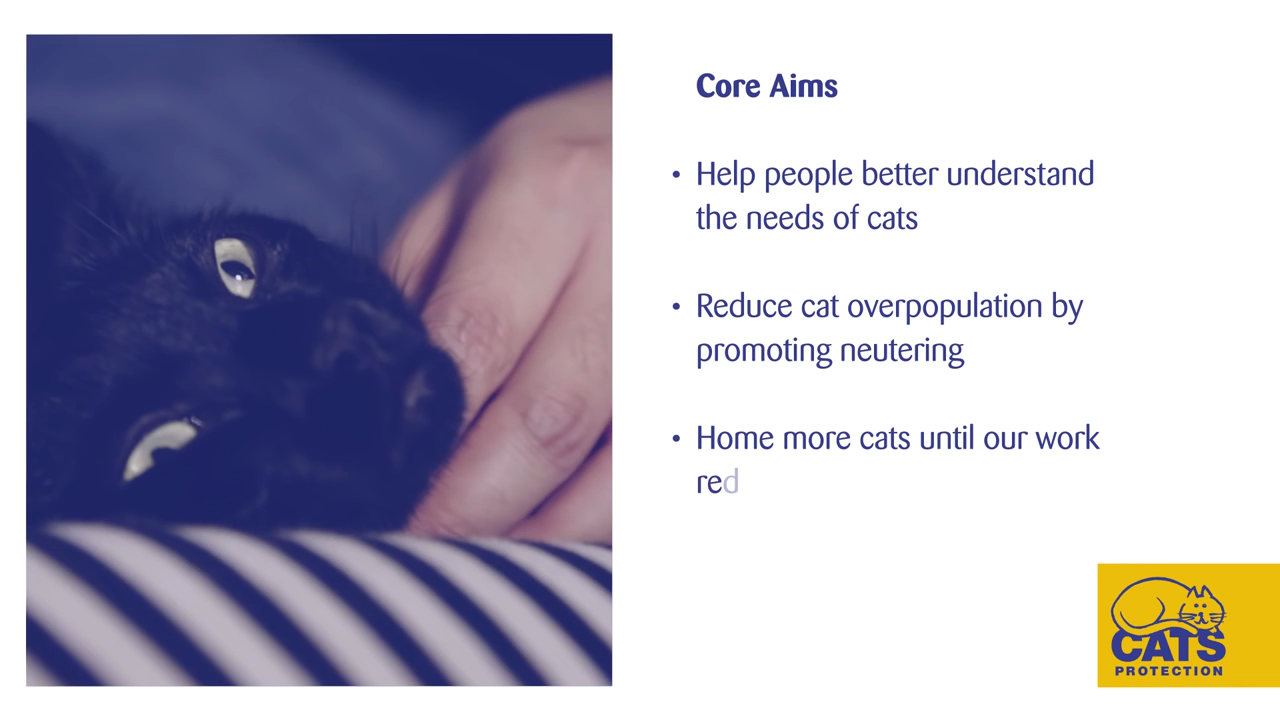 Core Aims
• Help people better understand
the needs of cats
• Reduce cat overpopulation by
promoting neutering
• Home more cats until our work
red
CATS
PROTECTION